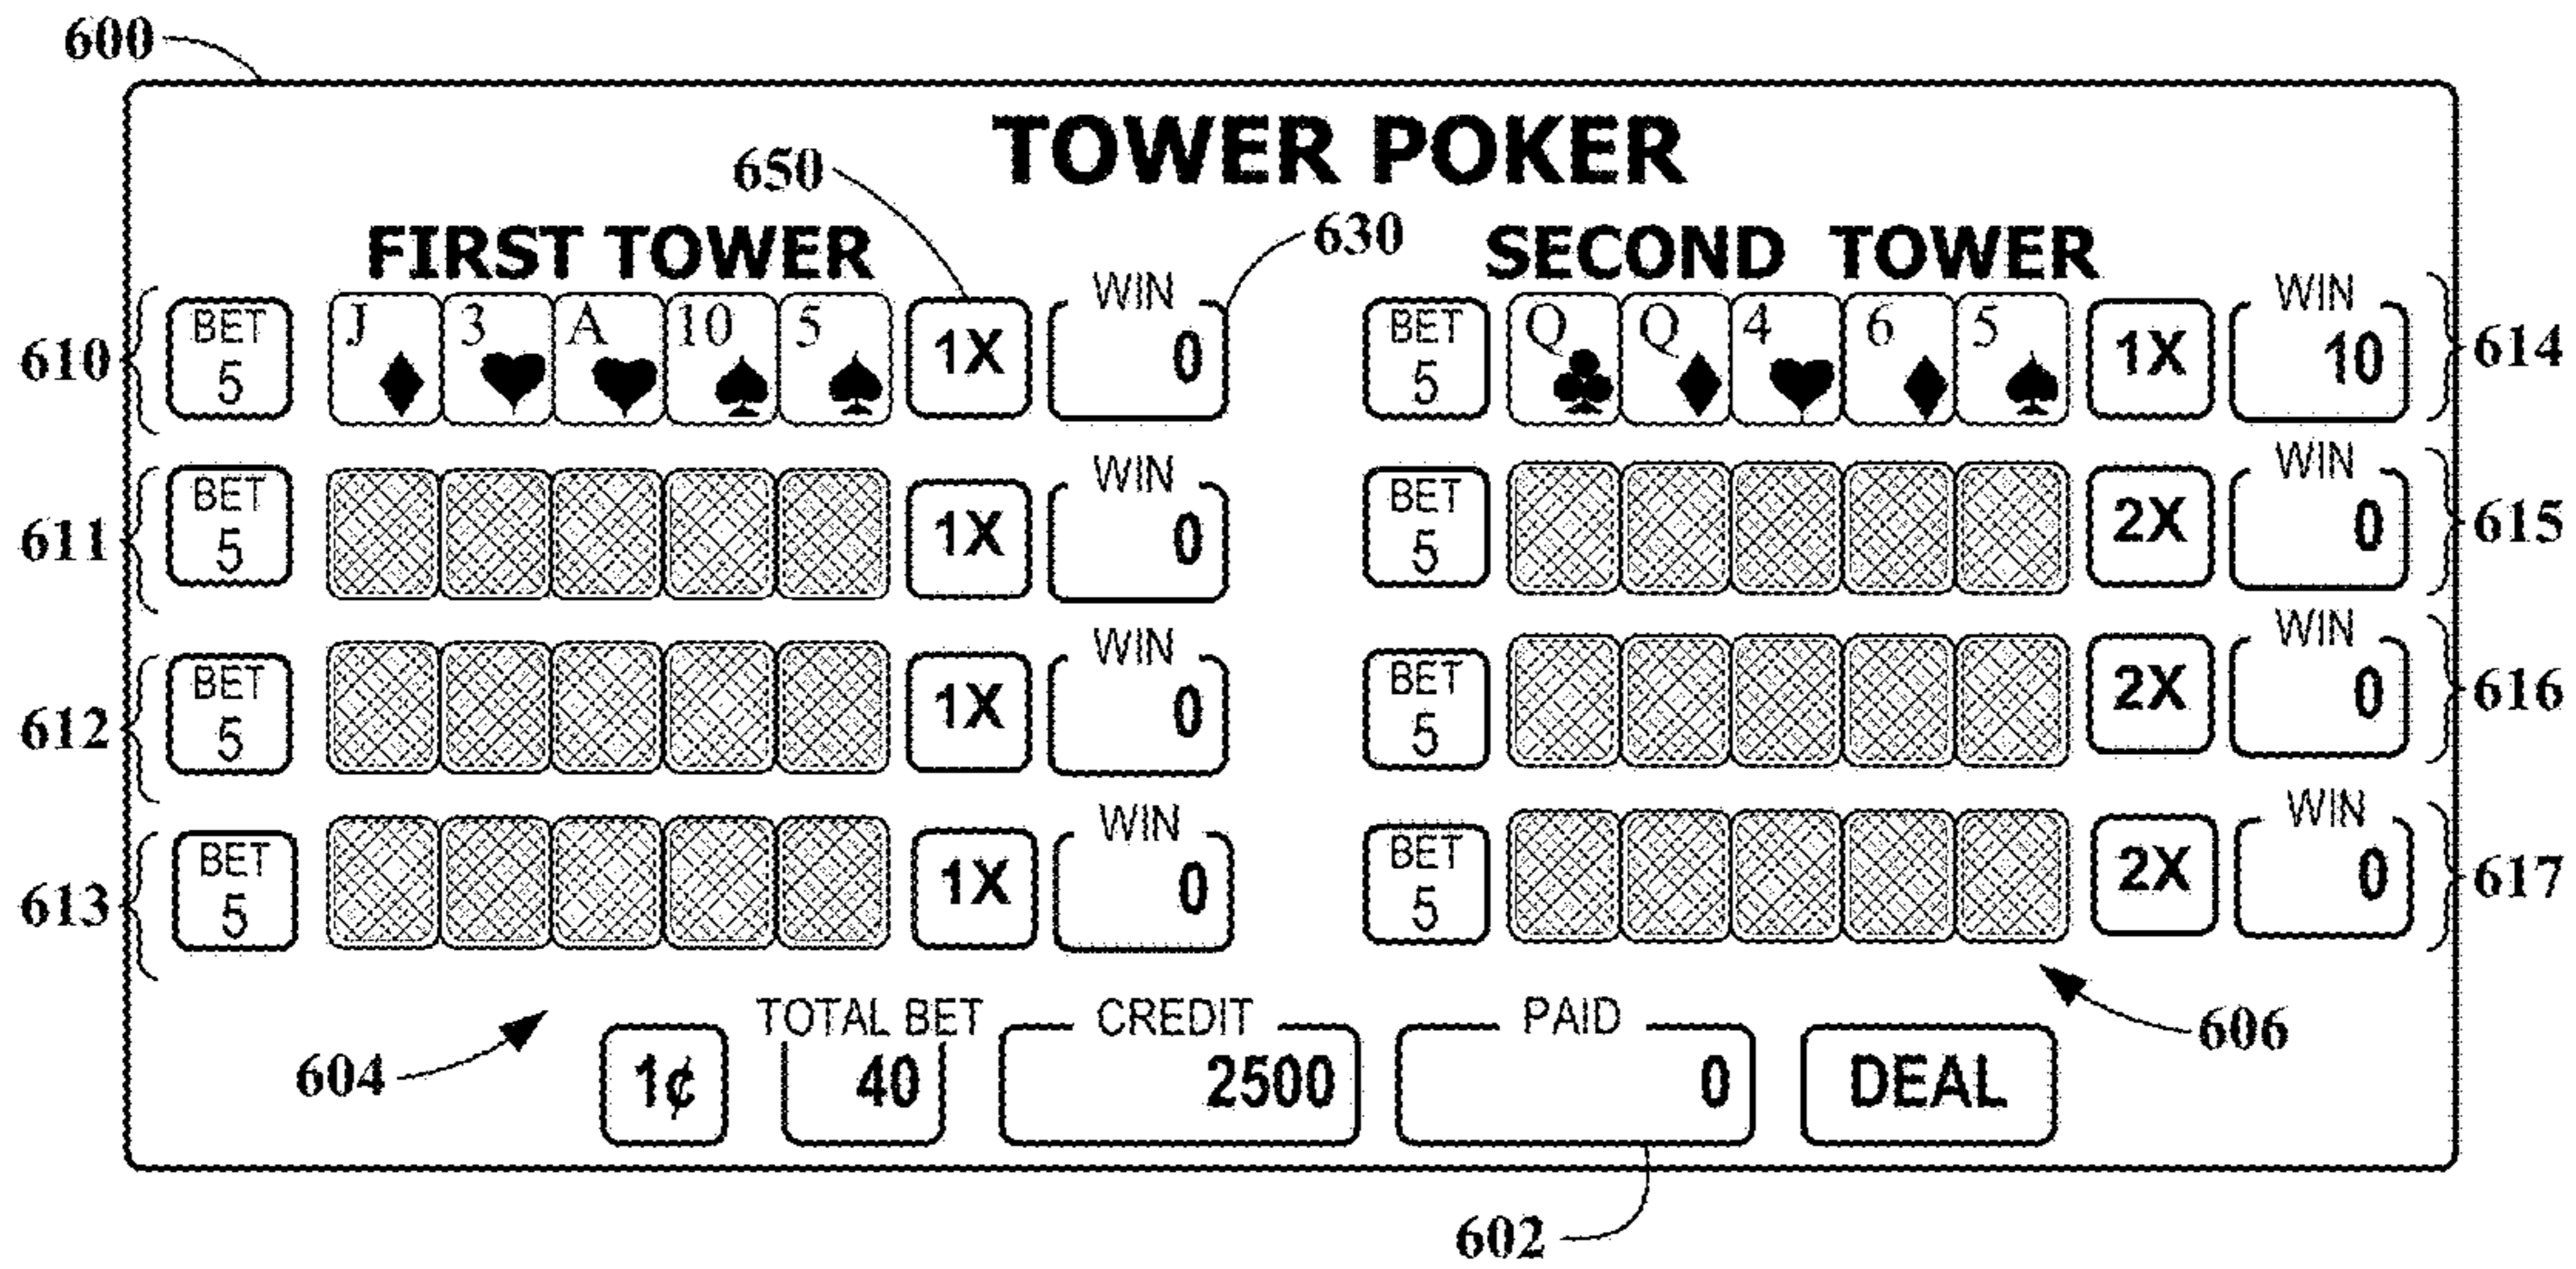 600
TOWER POKER
650
630
FIRST TOWER
SECOND TOWER
610 BET 5 J 3 A 10 5 1X WIN 0
BET 5 Q Q 4 6 5 1X WIN 10 614
611 BET 5 1X WIN 0
BET 5 2X WIN 0 615
612 BET 5 1X WIN 0
BET 5 2X WIN 0 616
613 BET 5 1X WIN 0
BET 5 2X WIN 0 617
604
606
1¢ TOTAL BET 40 CREDIT 2500 PAID 0 DEAL
602